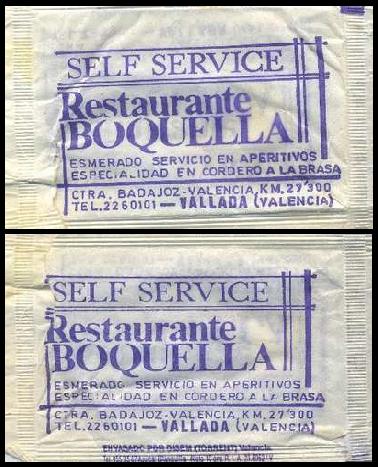 SELF SERVICE
Restaurante
BOQUELLA
ESMERADO SERVICIO EN APERITIVOS
ESPECIALIDAD EN CORDERO A LA BRASA
CTRA. BADAJOZ-VALENCIA, KM. 27'300
TEL. 2260101 — VALLADA (VALENCIA)
SELF SERVICE
Restaurante
BOQUELLA
ESMERADO SERVICIO EN APERITIVOS
ESPECIALIDAD EN CORDERO A LA BRASA
CTRA. BADAJOZ-VALENCIA, KM. 27'300
TEL. 2260101 — VALLADA (VALENCIA)
ENVASADO POR